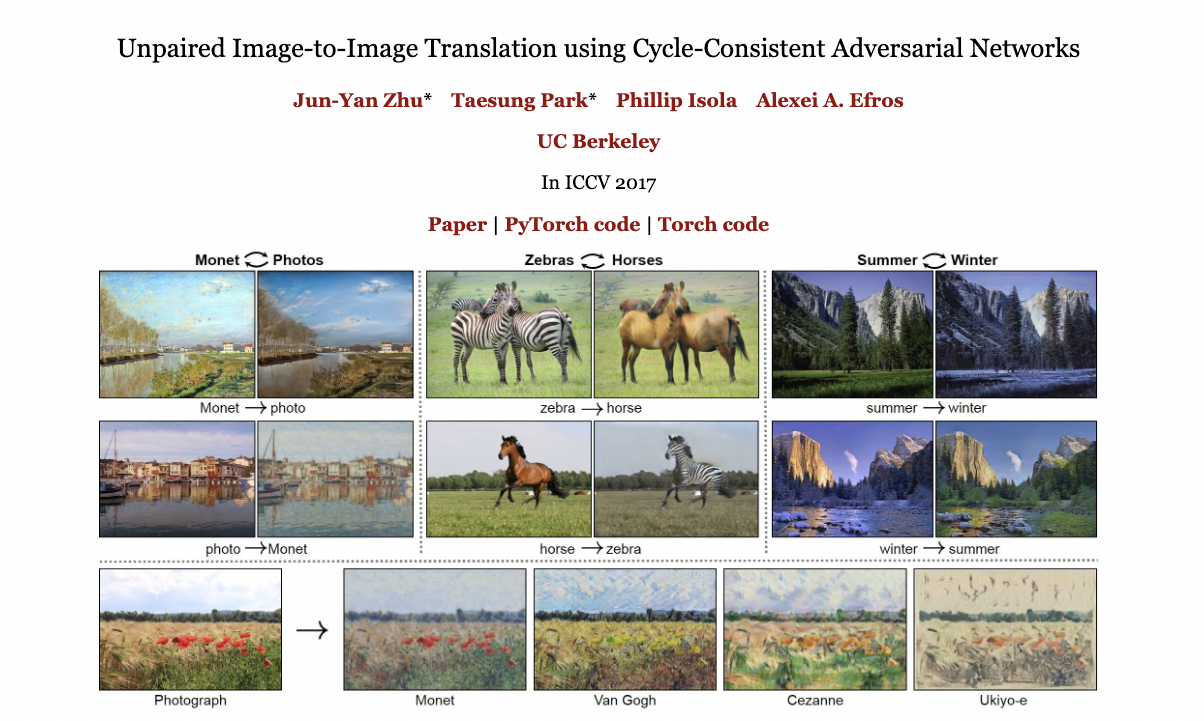 Unpaired Image-to-Image Translation using Cycle-Consistent Adversarial Networks
Jun-Yan Zhu* Taesung Park* Phillip Isola Alexei A. Efros
UC Berkeley
In ICCV 2017
Paper | PyTorch code | Torch code
Monet Photos Zebras Horses Summer Winter
Monet → photo zebra → horse summer → winter
photo → Monet horse → zebra winter → summer
→
Photograph Monet Van Gogh Cezanne Ukiyo-e